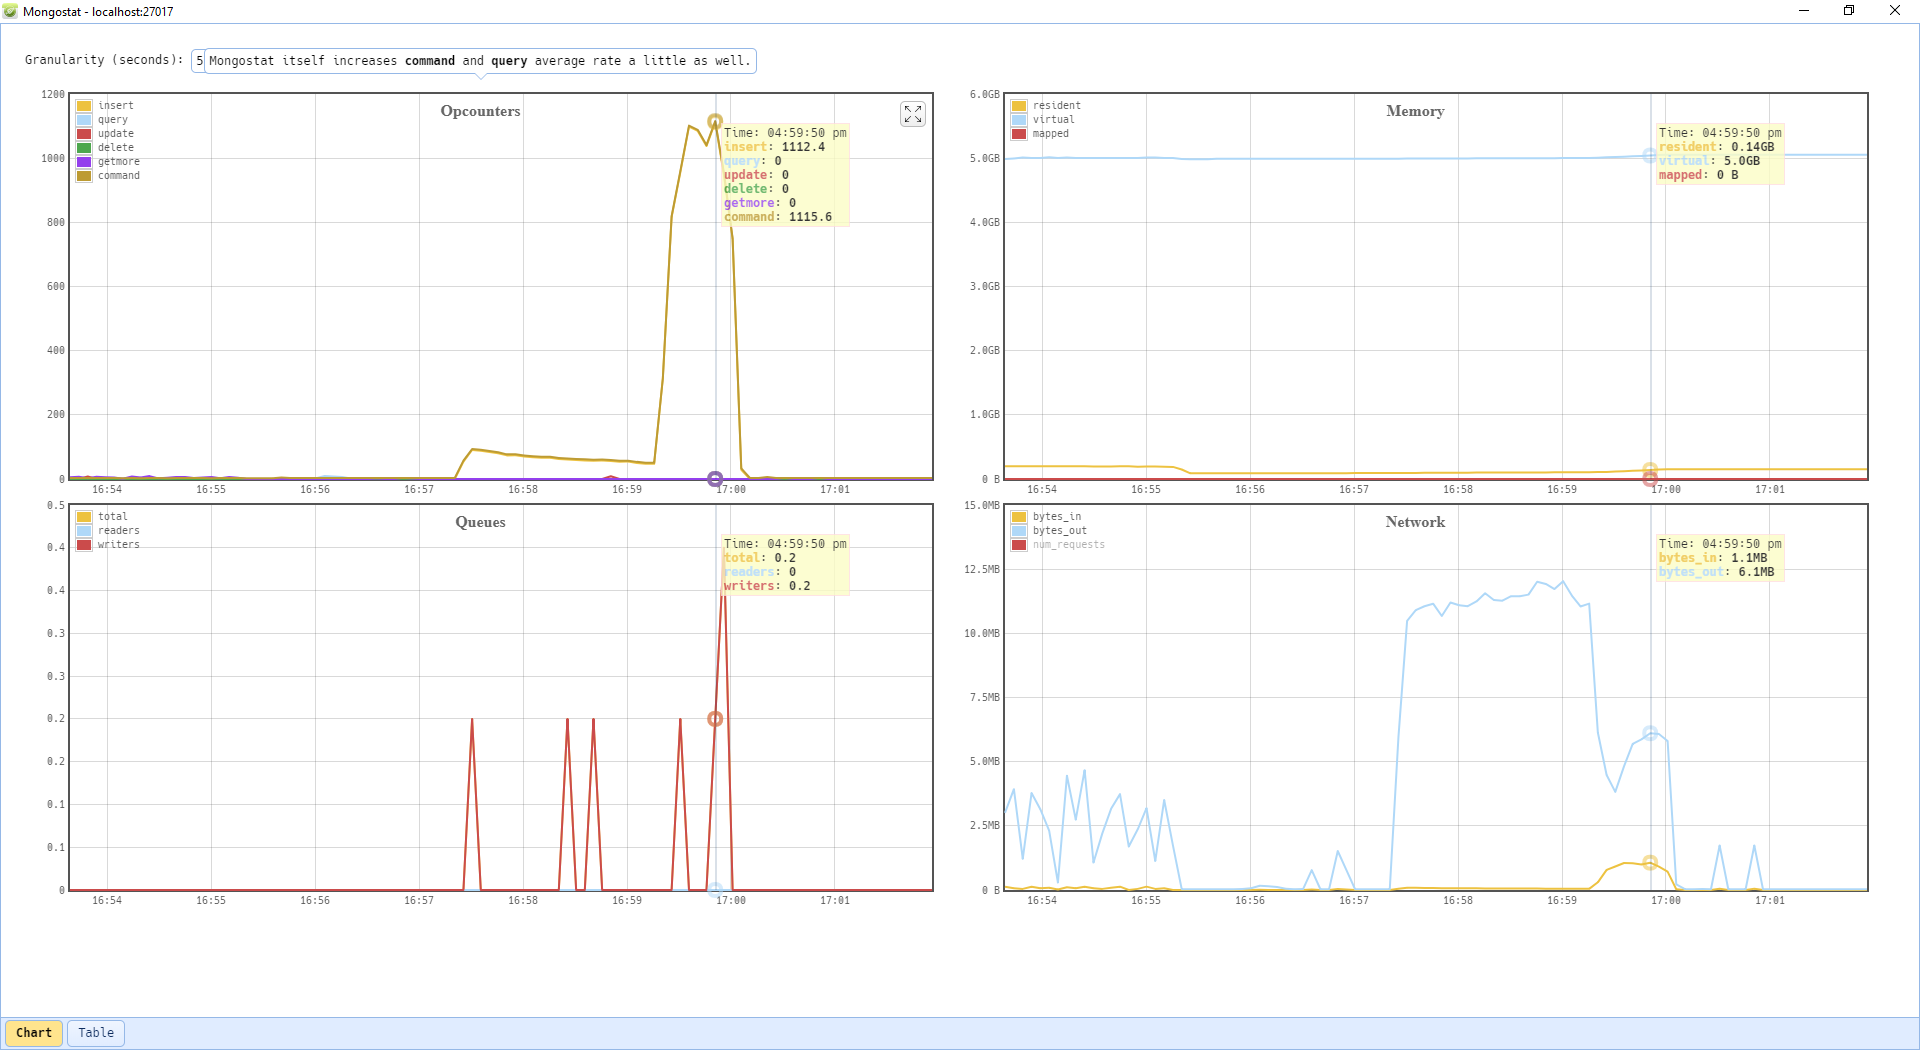 Mongostat - localhost:27017
Granularity (seconds): 5
Mongostat itself increases command and query average rate a little as well.
Opcounters
insert
query
update
delete
getmore
command
1200
1000
800
600
400
200
0
16:54 16:55 16:56 16:57 16:58 16:59 17:00 17:01
Time: 04:59:50 pm
insert: 1112.4
query: 0
update: 0
delete: 0
getmore: 0
command: 1115.6
Memory
resident
virtual
mapped
6.0GB
5.0GB
4.0GB
3.0GB
2.0GB
1.0GB
0 B
16:54 16:55 16:56 16:57 16:58 16:59 17:00 17:01
Time: 04:59:50 pm
resident: 0.14GB
virtual: 5.0GB
mapped: 0 B
Queues
total
readers
writers
0.5
0.4
0.4
0.3
0.3
0.2
0.2
0.1
0.1
0
16:54 16:55 16:56 16:57 16:58 16:59 17:00 17:01
Time: 04:59:50 pm
total: 0.2
readers: 0
writers: 0.2
Network
bytes_in
bytes_out
num_requests
15.0MB
12.5MB
10.0MB
7.5MB
5.0MB
2.5MB
0 B
16:54 16:55 16:56 16:57 16:58 16:59 17:00 17:01
Time: 04:59:50 pm
bytes_in: 1.1MB
bytes_out: 6.1MB
Chart Table